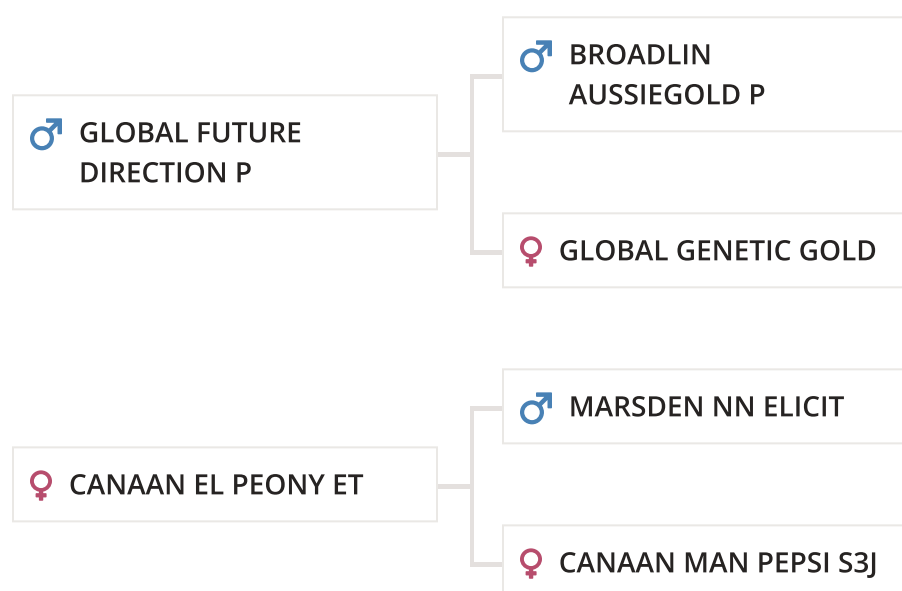 BROADLIN
AUSSIEGOLD P
GLOBAL FUTURE
DIRECTION P
GLOBAL GENETIC GOLD
MARSDEN NN ELICIT
CANAAN EL PEONY ET
CANAAN MAN PEPSI S3J